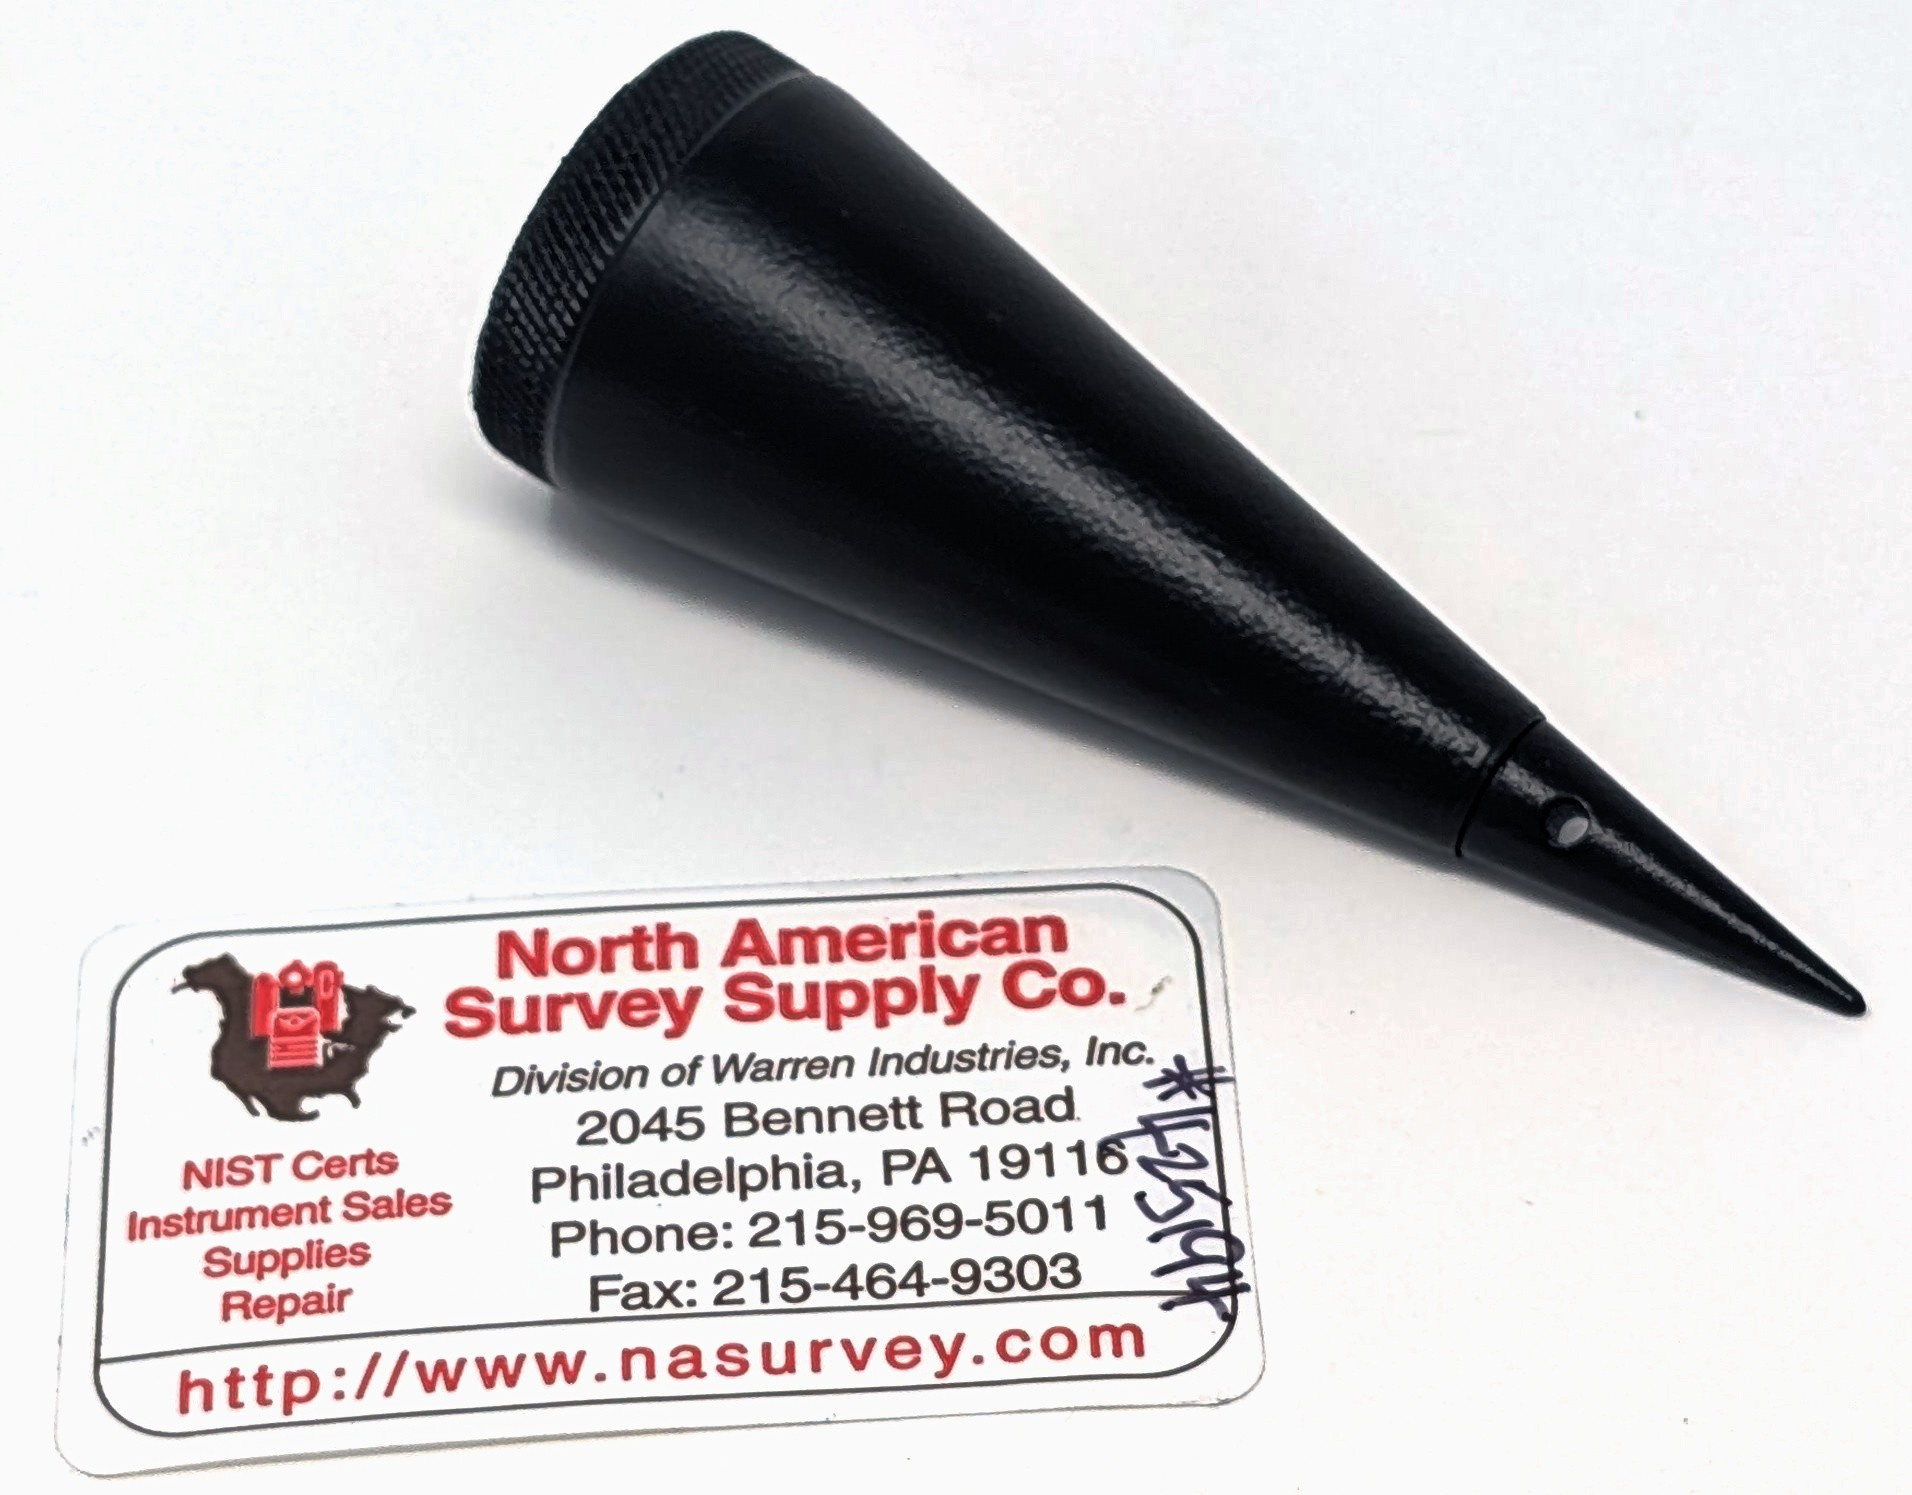 North American
Survey Supply Co.
Division of Warren Industries, Inc.
2045 Bennett Road
Philadelphia, PA 19116
Phone: 215-969-5011
Fax: 215-464-9303
NIST Certs
Instrument Sales
Supplies
Repair
http://www.nasurvey.com